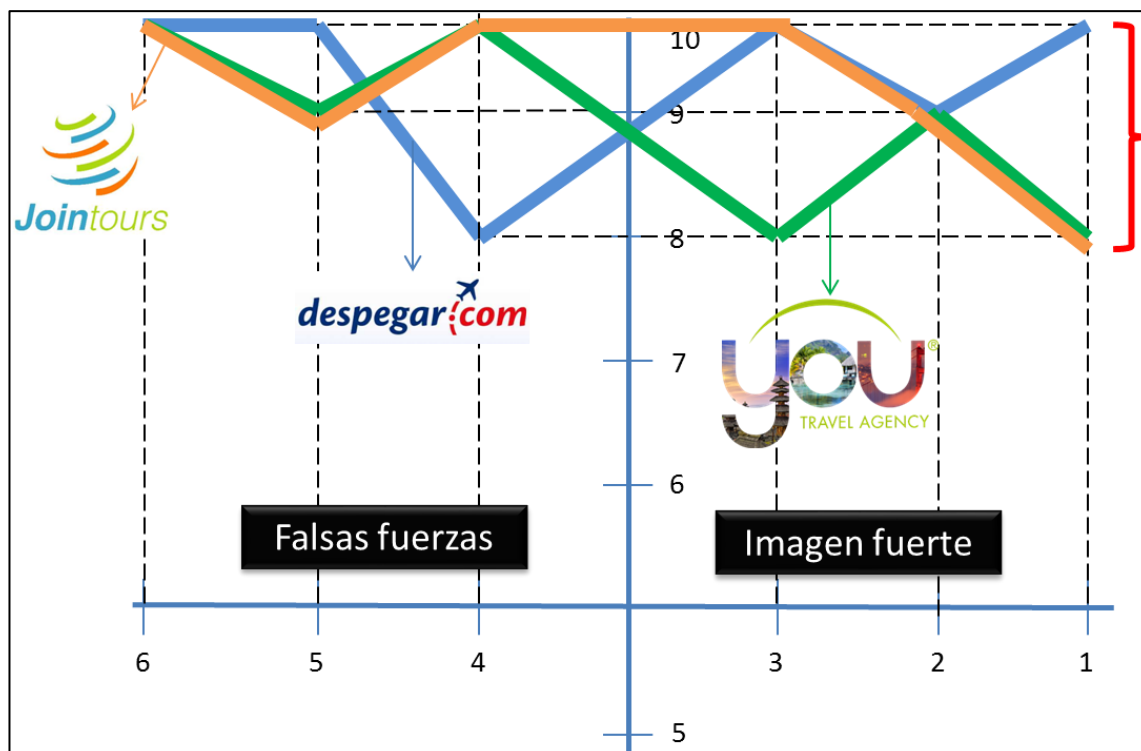 10
9
8
7
6
5
Jointours
despegar.com
you®
TRAVEL AGENCY
Falsas fuerzas
Imagen fuerte
6 5 4 3 2 1